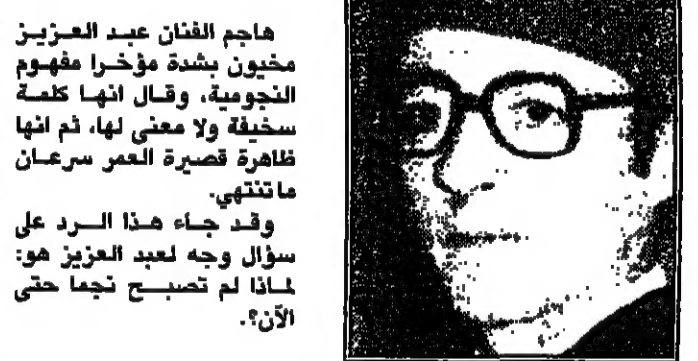 هاجم الفنان عبد العزيز
مخيون بشدة مؤخرا مفهوم
النجومية، وقال انها كلمة
سخيفة ولا معنى لها، ثم انها
ظاهرة قصيرة العمر سرعان
ماتنتهي.
وقد جاء هذا الرد على
سؤال وجه لعبد العزيز هو:
لماذا لم تصبح نجما حتى
الآن؟.